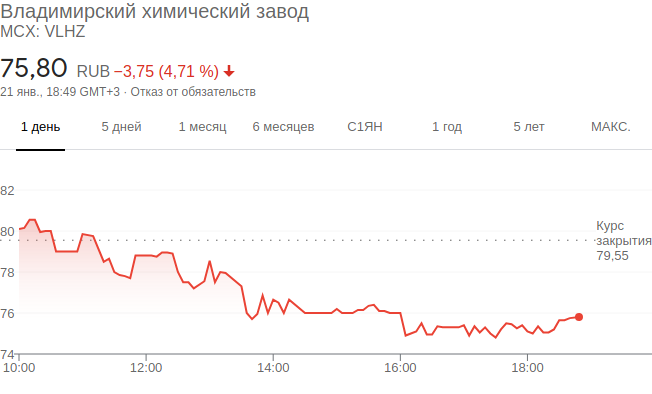 Владимирский химический завод
MCX: VLHZ
75,80 RUB −3,75 (4,71 %)
21 янв., 18:49 GMT+3 · Отказ от обязательств
1 день 5 дней 1 месяц 6 месяцев С1ЯН 1 год 5 лет МАКС.
82
80
78
76
74
Курс
закрытия
79,55
10:00 12:00 14:00 16:00 18:00